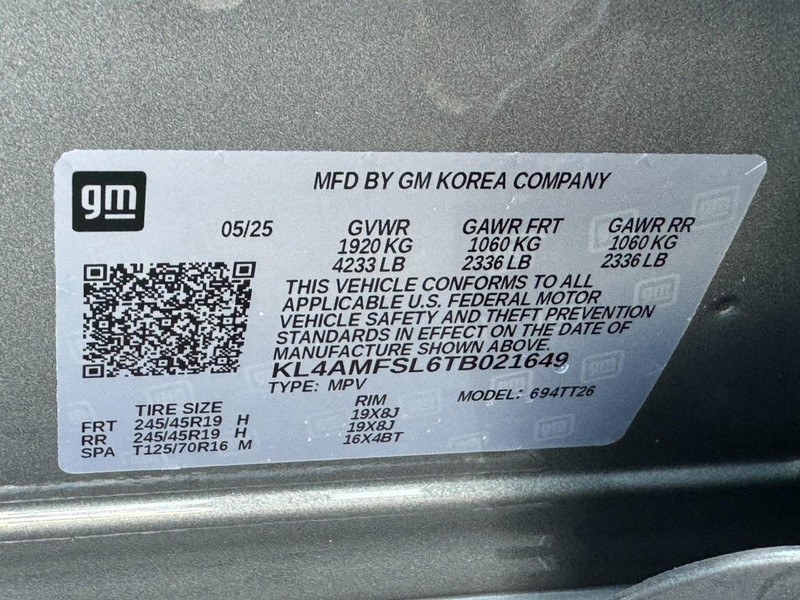 gm
MFD BY GM KOREA COMPANY
05/25 GVWR GAWR FRT GAWR RR
1920 KG 1060 KG 1060 KG
4233 LB 2336 LB 2336 LB
THIS VEHICLE CONFORMS TO ALL
APPLICABLE U.S. FEDERAL MOTOR
VEHICLE SAFETY AND THEFT PREVENTION
STANDARDS IN EFFECT ON THE DATE OF
MANUFACTURE SHOWN ABOVE.
KL4AMFSL6TB021649
TYPE: MPV MODEL: 694TT26
TIRE SIZE RIM
FRT 245/45R19 H 19X8J
RR 245/45R19 H 19X8J
SPA T125/70R16 M 16X4BT